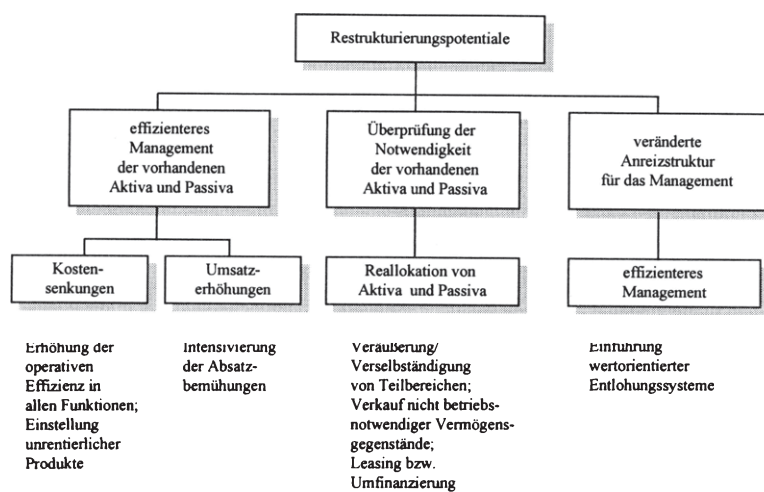 Restrukturierungspotentiale
effizienteres
Management
der vorhandenen
Aktiva und Passiva
Überprüfung der
Notwendigkeit
der vorhandenen
Aktiva und Passiva
veränderte
Anreizstruktur
für das Management
Kosten-
senkungen
Umsatz-
erhöhungen
Reallokation von
Aktiva und Passiva
effizienteres
Management
Erhöhung der
operativen
Effizienz in
allen Funktionen;
Einstellung
unrentierlicher
Produkte
Intensivierung
der Absatz-
bemühungen
Veräußerung/
Verselbständigung
von Teilbereichen;
Verkauf nicht betriebs-
notwendiger Vermögens-
gegenstände;
Leasing bzw.
Umfinanzierung
Einführung
wertorientierter
Entlohungssysteme